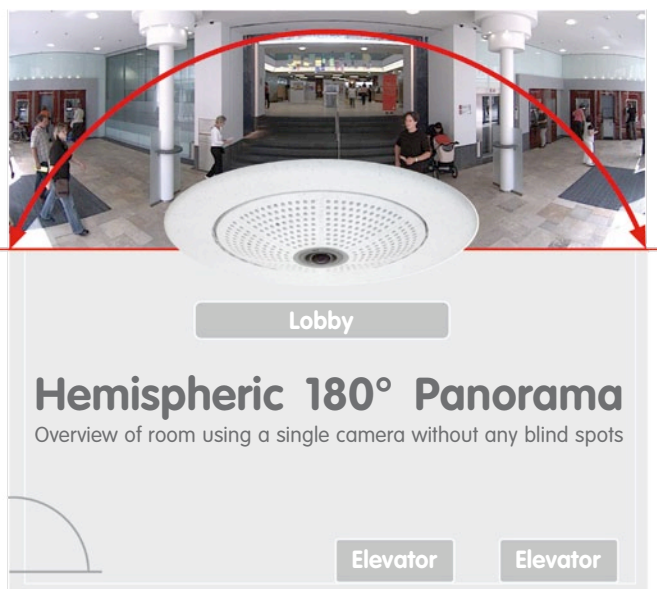 Lobby
Hemispheric 180° Panorama
Overview of room using a single camera without any blind spots
Elevator Elevator